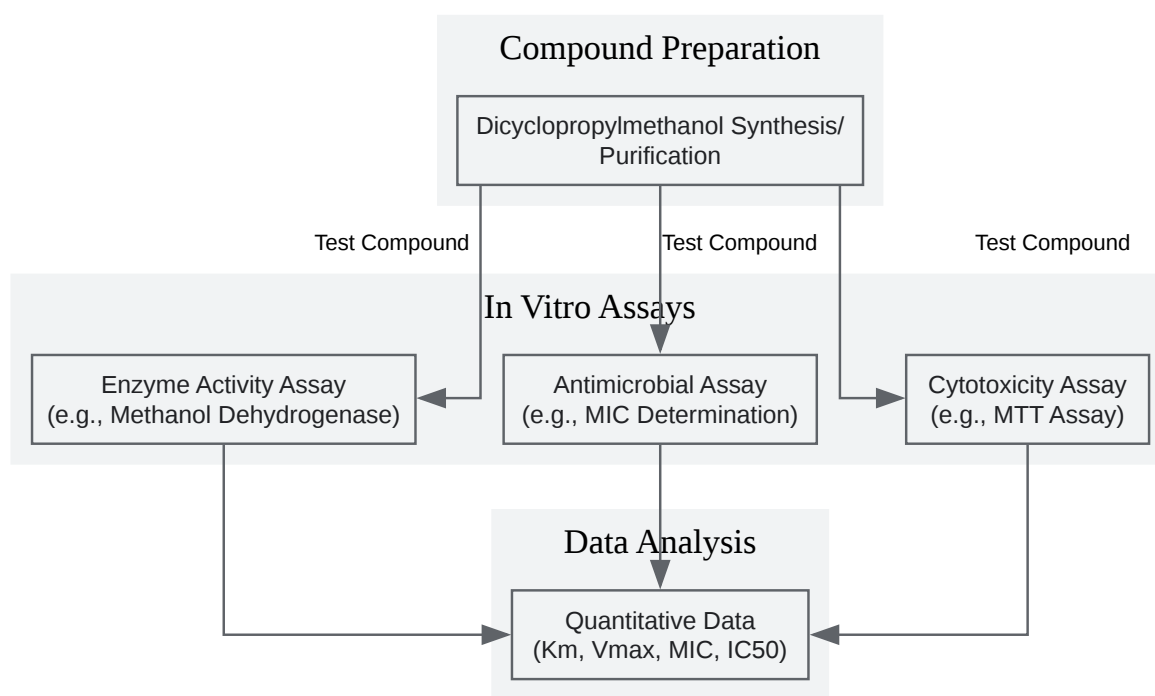 Compound Preparation
Dicyclopropylmethanol Synthesis/
Purification
Test Compound
Test Compound
Test Compound
In Vitro Assays
Enzyme Activity Assay
(e.g., Methanol Dehydrogenase)
Antimicrobial Assay
(e.g., MIC Determination)
Cytotoxicity Assay
(e.g., MTT Assay)
Data Analysis
Quantitative Data
(Km, Vmax, MIC, IC50)